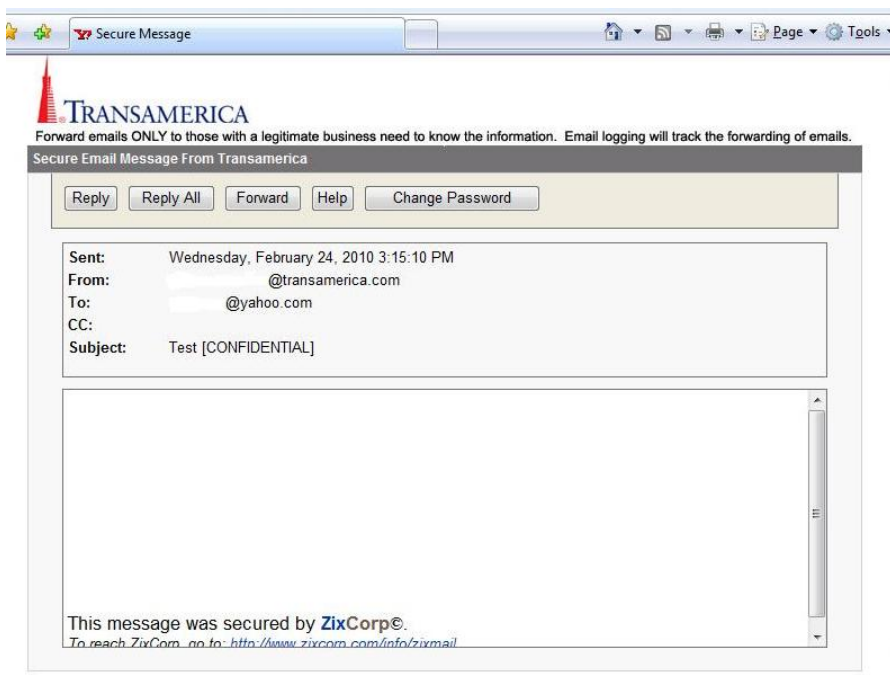 Secure Message
Page Tools
TRANSAMERICA
Forward emails ONLY to those with a legitimate business need to know the information. Email logging will track the forwarding of emails.
Secure Email Message From Transamerica
Reply Reply All Forward Help Change Password
Sent: Wednesday, February 24, 2010 3:15:10 PM
From: @transamerica.com
To: @yahoo.com
CC:
Subject: Test [CONFIDENTIAL]
This message was secured by ZixCorp©.
To reach ZixCorp, go to: http://www.zixcorp.com/info/zixmail